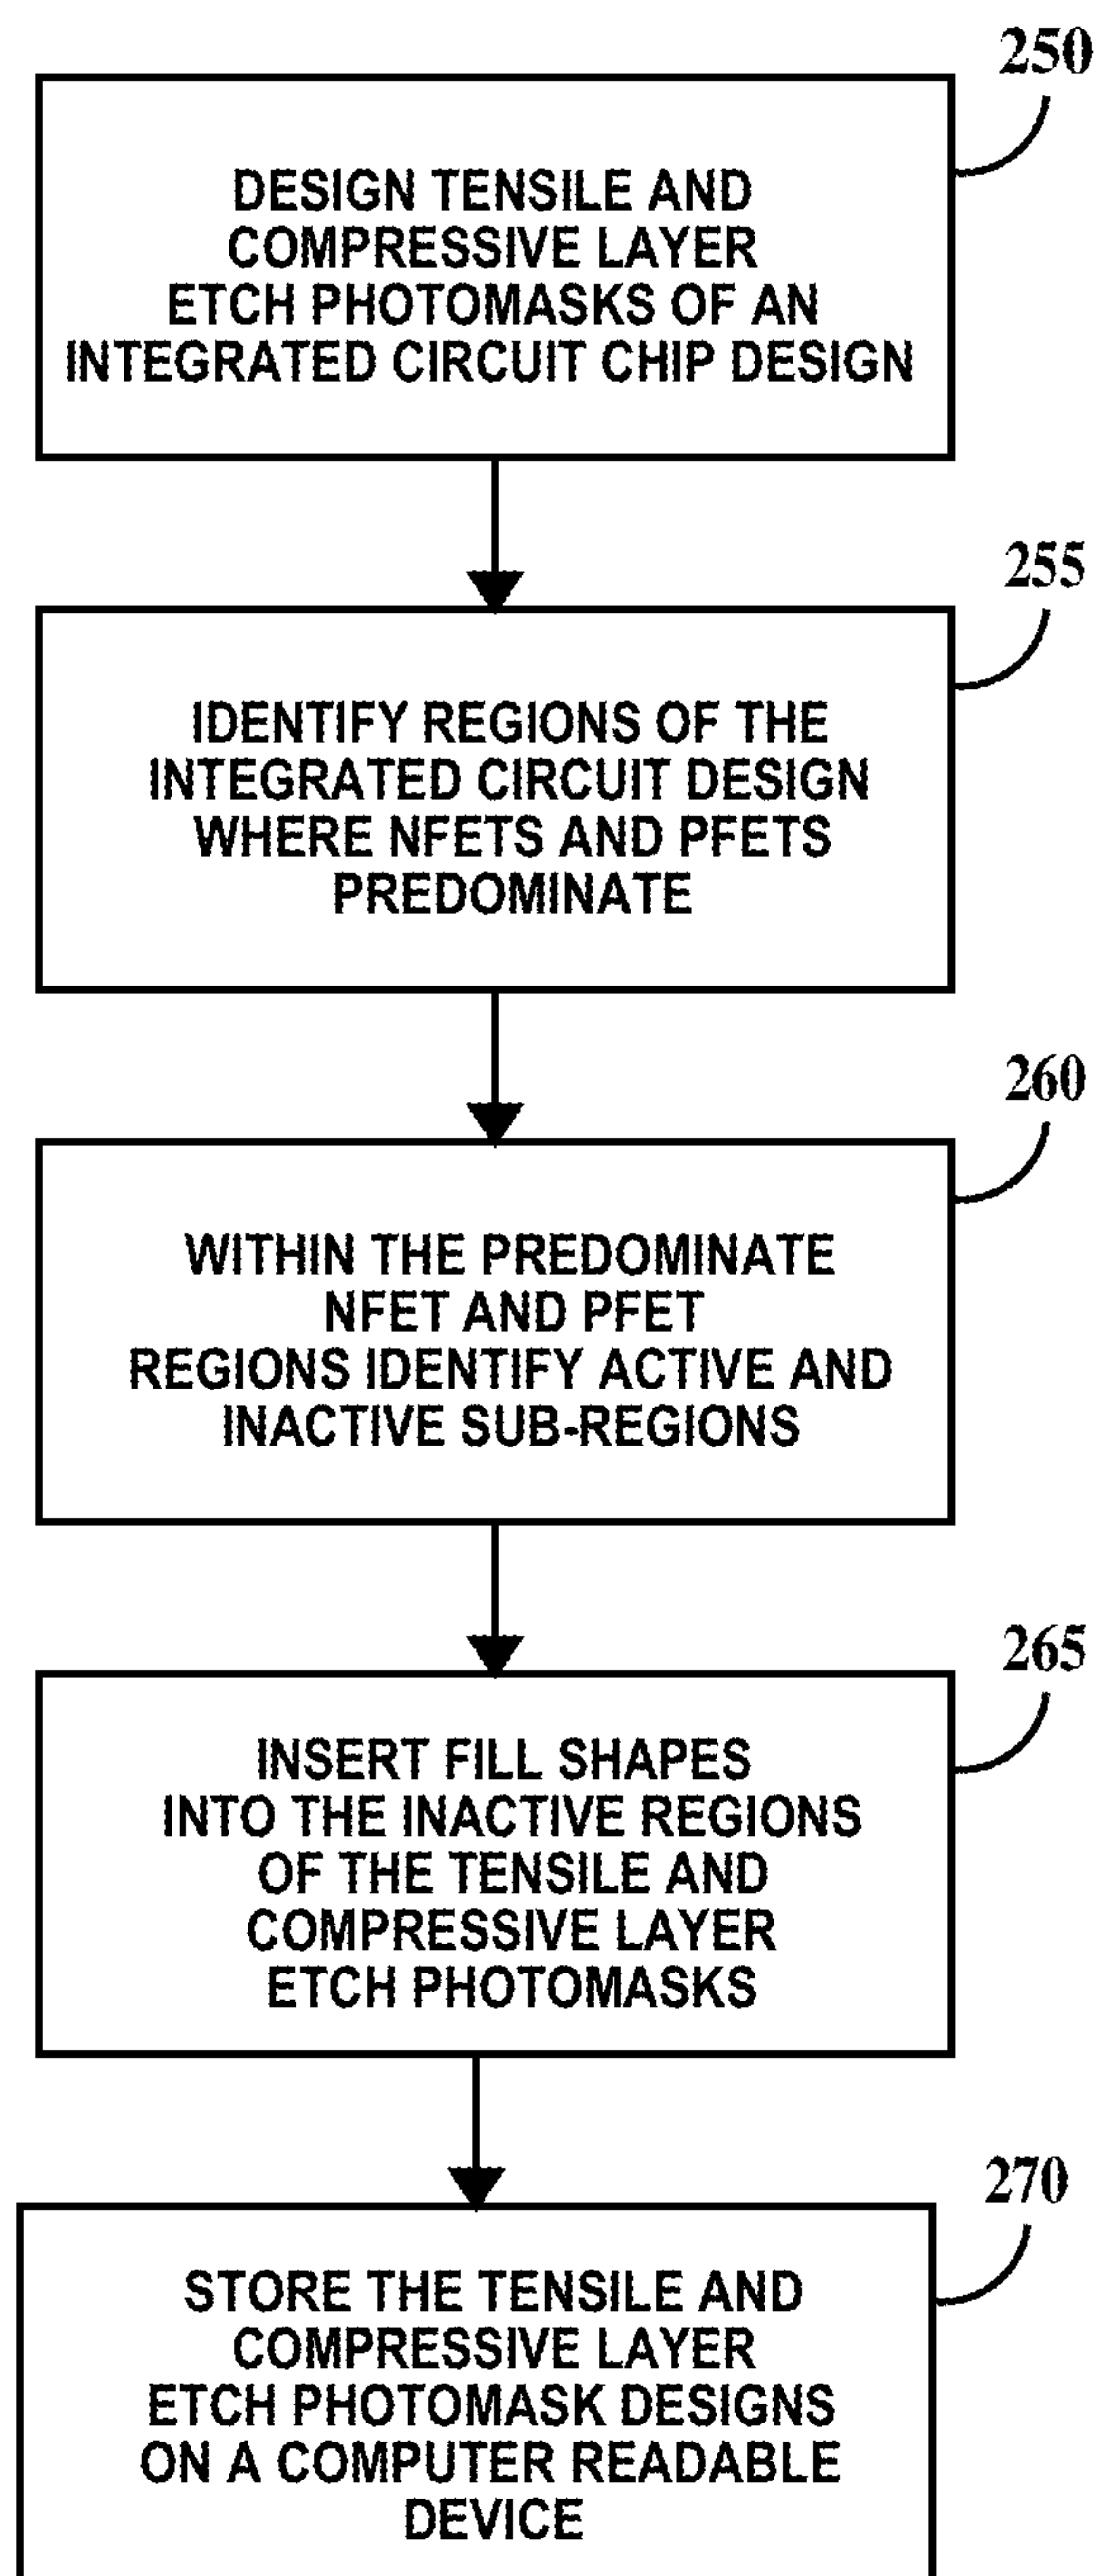 250
DESIGN TENSILE AND
COMPRESSIVE LAYER
ETCH PHOTOMASKS OF AN
INTEGRATED CIRCUIT CHIP DESIGN
255
IDENTIFY REGIONS OF THE
INTEGRATED CIRCUIT DESIGN
WHERE NFETS AND PFETS
PREDOMINATE
260
WITHIN THE PREDOMINATE
NFET AND PFET
REGIONS IDENTIFY ACTIVE AND
INACTIVE SUB-REGIONS
265
INSERT FILL SHAPES
INTO THE INACTIVE REGIONS
OF THE TENSILE AND
COMPRESSIVE LAYER
ETCH PHOTOMASKS
270
STORE THE TENSILE AND
COMPRESSIVE LAYER
ETCH PHOTOMASK DESIGNS
ON A COMPUTER READABLE
DEVICE